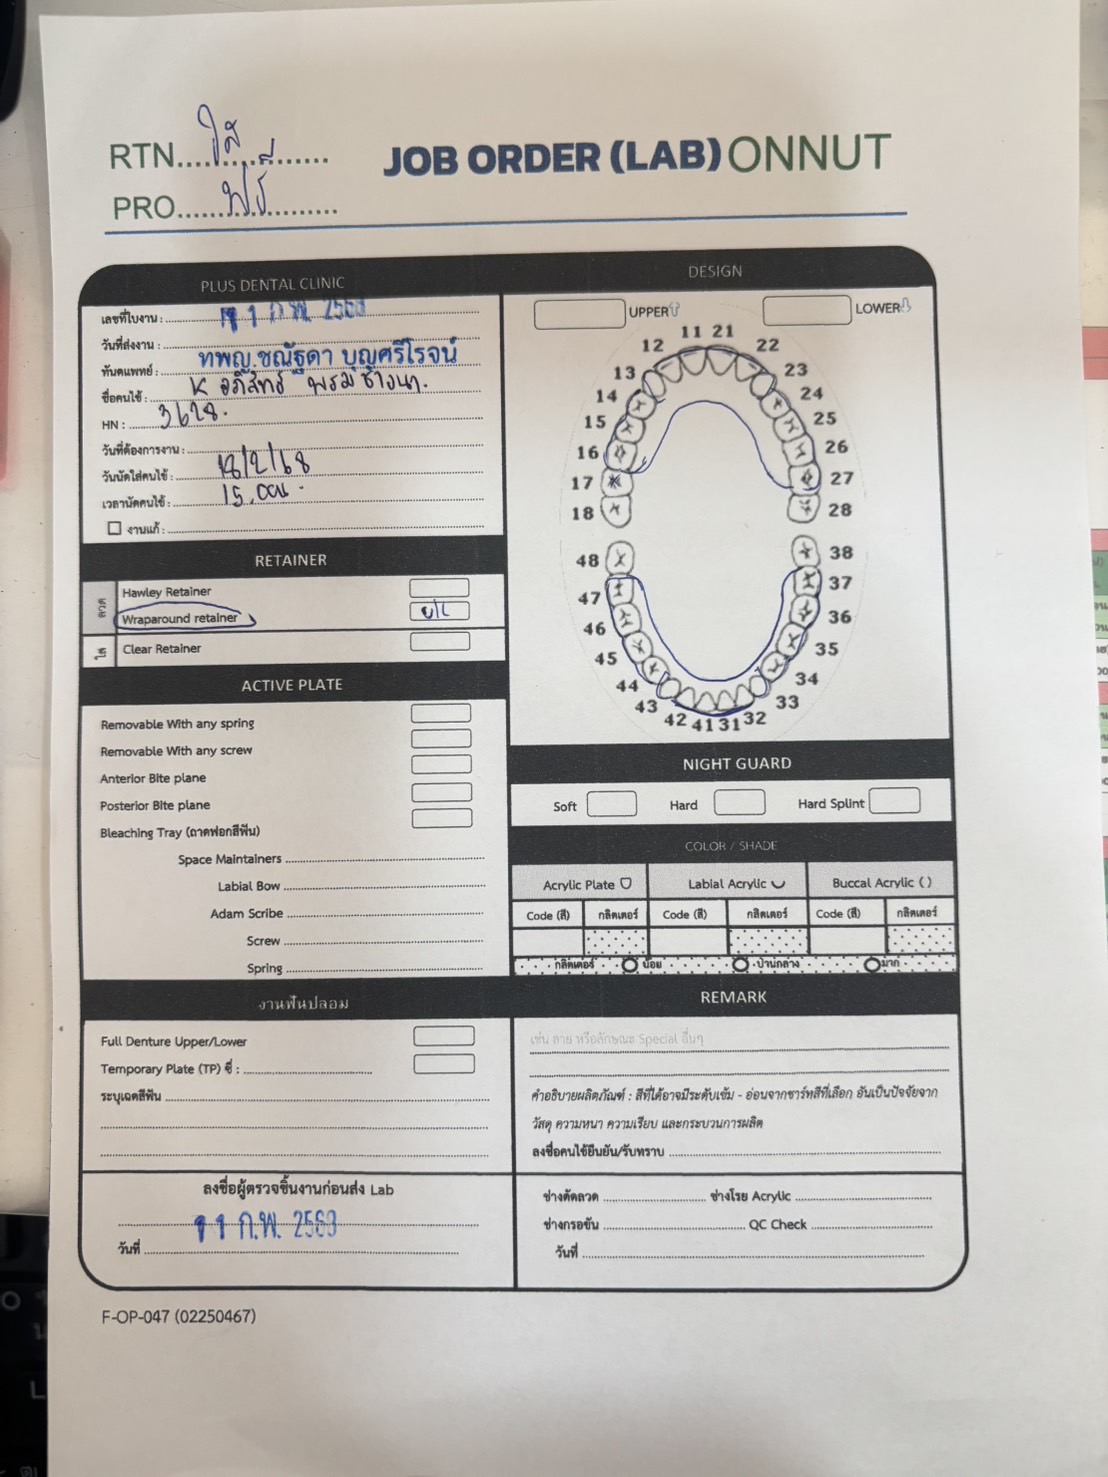 RTN....ใส
PRO....ฟรี
JOB ORDER (LAB) ONNUT
PLUS DENTAL CLINIC
เลขที่ใบงาน :
11 ก.พ. 2568
วันที่ส่งงาน :
ทันตแพทย์ : ทพญ.ชณัฐดา บุญศรีโรจน์
ชื่อคนไข้ : K อภิสิทธ์ พรม
HN : 3628.
วันที่ต้องการงาน :
วันนัดใส่คนไข้ : 18/2/68
เวลานัดคนไข้ : 15.00น.
งานแก้ :
RETAINER
ลวด
Hawley Retainer
Wraparound retainer U/L
ใส
Clear Retainer
ACTIVE PLATE
Removable With any spring
Removable With any screw
Anterior Bite plane
Posterior Bite plane
Bleaching Tray (ถาดฟอกสีฟัน)
Space Maintainers
Labial Bow
Adam Scribe
Screw
Spring
งานฟันปลอม
Full Denture Upper/Lower
Temporary Plate (TP) ซี่ :
ระบุเฉดสีฟัน
ลงชื่อผู้ตรวจชิ้นงานก่อนส่ง Lab
11 ก.พ. 2568
วันที่
DESIGN
UPPER LOWER
11 21
12 22
13 23
14 24
15 25
16 26
17 27
18 28
48 38
47 37
46 36
45 35
44 34
43 33
42 41 31 32
NIGHT GUARD
Soft Hard Hard Splint
COLOR / SHADE
Acrylic Plate Labial Acrylic Buccal Acrylic ( )
Code (สี) กลิตเตอร์ Code (สี) กลิตเตอร์ Code (สี) กลิตเตอร์
กลิตเตอร์ น้อย ปานกลาง มาก
REMARK
เช่น ลาย หรือลักษณะ Special อื่นๆ
คำอธิบายผลิตภัณฑ์ : สีที่ได้อาจมีระดับเข้ม - อ่อนจากชาร์ทสีที่เลือก อันเป็นปัจจัยจาก
วัสดุ ความหนา ความเรียบ และกระบวนการผลิต
ลงชื่อคนไข้ยืนยัน/รับทราบ
ช่างดัดลวด ช่างโรย Acrylic
ช่างกรอขัน QC Check
วันที่
F-OP-047 (02250467)